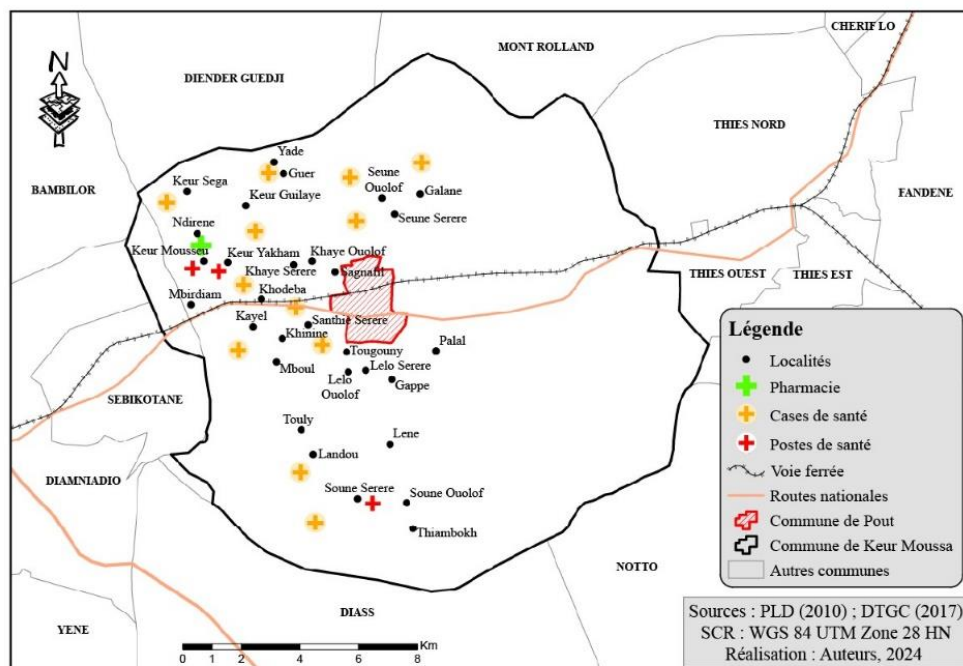 CHERIF LO
MONT ROLLAND
DIENDER GUEDJI
N
THIES NORD
BAMBILOR
FANDENE
Yade
Guer
Keur Sega
Keur Guilaye
Seune
Ouolof
Galane
Seune Serere
Ndirene
Keur Mousseu
Keur Yakham
Khaye Ouolof
Khaye Serere
Sagnafil
Mbirdiam
Khodeba
THIES OUEST
THIES EST
Kayel
Santhie Serere
Khinine
Tougouny
Palal
Mboul
Lelo Serere
Lelo
Ouolof
Gappe
SEBIKOTANE
Touly
Lene
Landou
DIAMNIADIO
Soune Serere
Soune Ouolof
Thiambokh
NOTTO
DIASS
YENE
Légende
Localités
Pharmacie
Cases de santé
Postes de santé
Voie ferrée
Routes nationales
Commune de Pout
Commune de Keur Moussa
Autres communes
Km
0 2 4 6 8
Sources : PLD (2010) ; DTGC (2017)
SCR : WGS 84 UTM Zone 28 HN
Réalisation : Auteurs, 2024